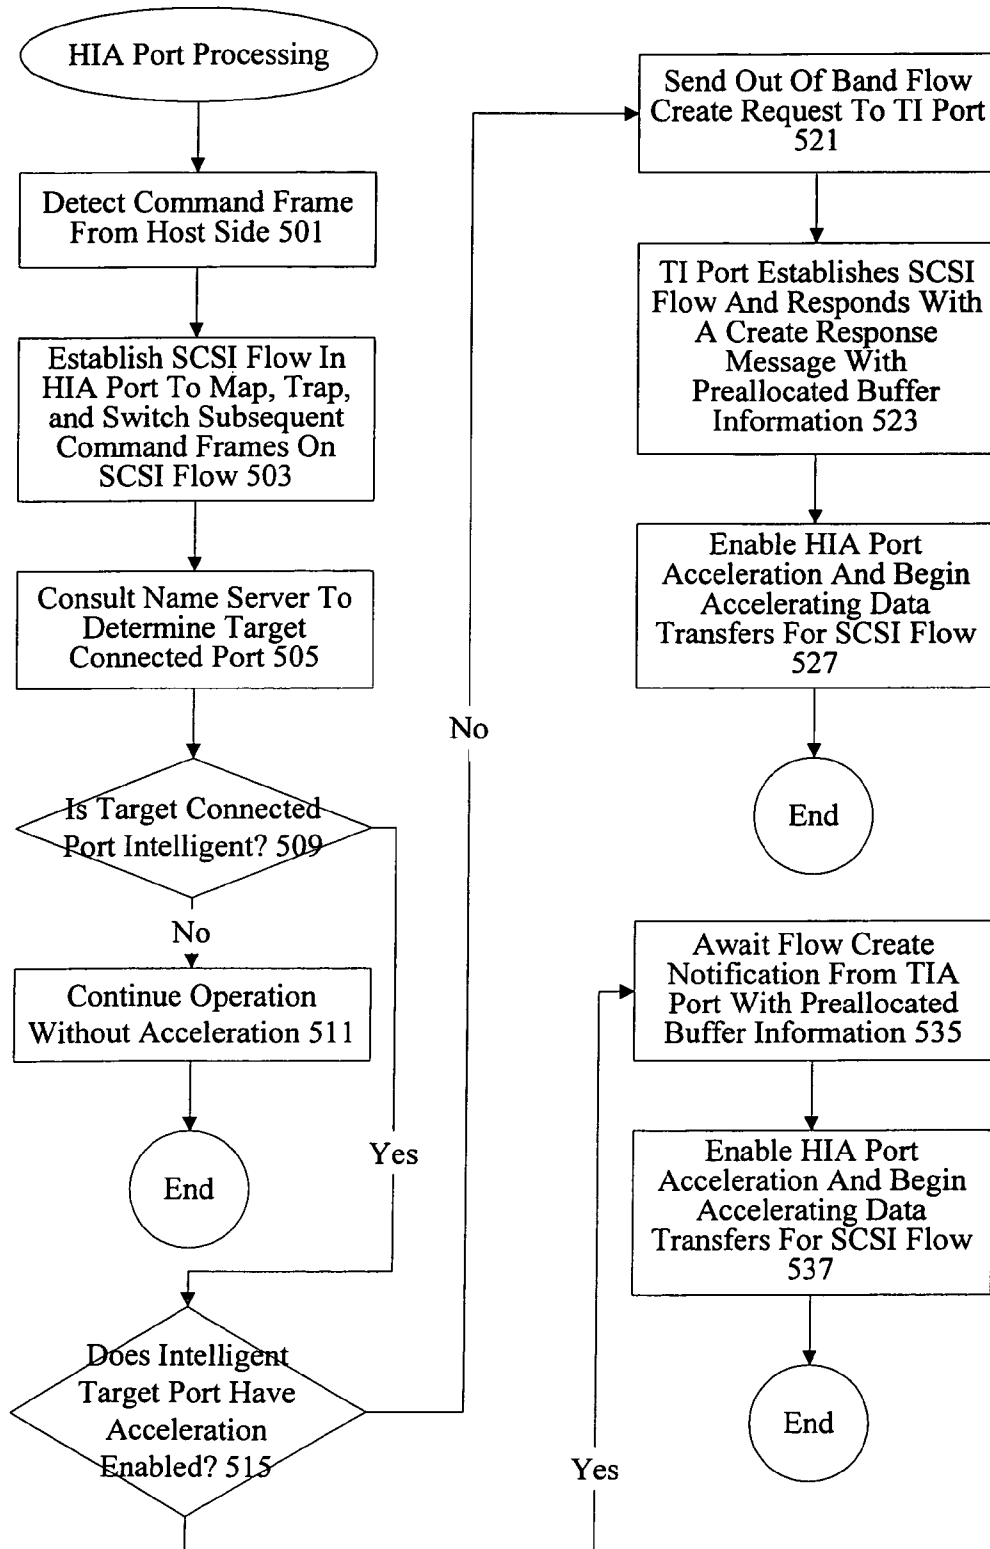 HIA Port Processing
Detect Command Frame
From Host Side 501
Establish SCSI Flow In
HIA Port To Map, Trap,
and Switch Subsequent
Command Frames On
SCSI Flow 503
Consult Name Server To
Determine Target
Connected Port 505
Is Target Connected
Port Intelligent? 509
No
Continue Operation
Without Acceleration 511
End
Yes
Does Intelligent
Target Port Have
Acceleration
Enabled? 515
No
Send Out Of Band Flow
Create Request To TI Port
521
TI Port Establishes SCSI
Flow And Responds With
A Create Response
Message With
Preallocated Buffer
Information 523
Enable HIA Port
Acceleration And Begin
Accelerating Data
Transfers For SCSI Flow
527
End
Yes
Await Flow Create
Notification From TIA
Port With Preallocated
Buffer Information 535
Enable HIA Port
Acceleration And Begin
Accelerating Data
Transfers For SCSI Flow
537
End